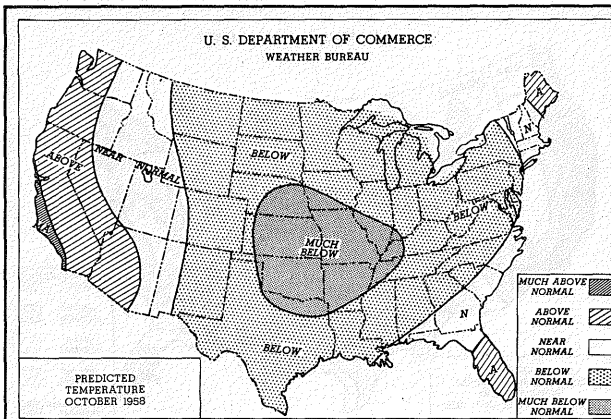 U. S. DEPARTMENT OF COMMERCE
WEATHER BUREAU
A
ABOVE
NEAR NORMAL
BELOW
N
BELOW
MUCH
BELOW
MUCH ABOVE
NORMAL
ABOVE
NORMAL
N
NEAR
NORMAL
BELOW
A
BELOW
NORMAL
PREDICTED
TEMPERATURE
OCTOBER 1958
MUCH BELOW
NORMAL